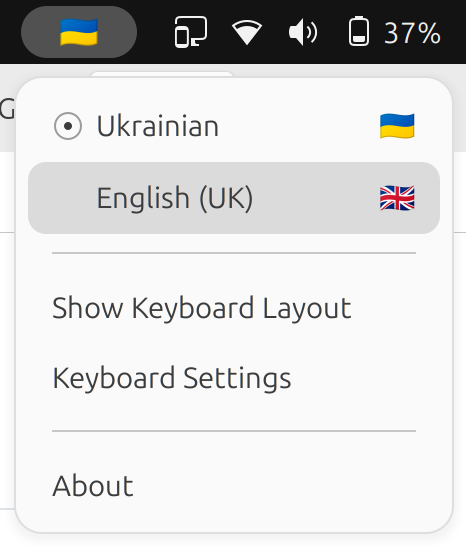 37%
G
Ukrainian
English (UK)
Show Keyboard Layout
Keyboard Settings
About